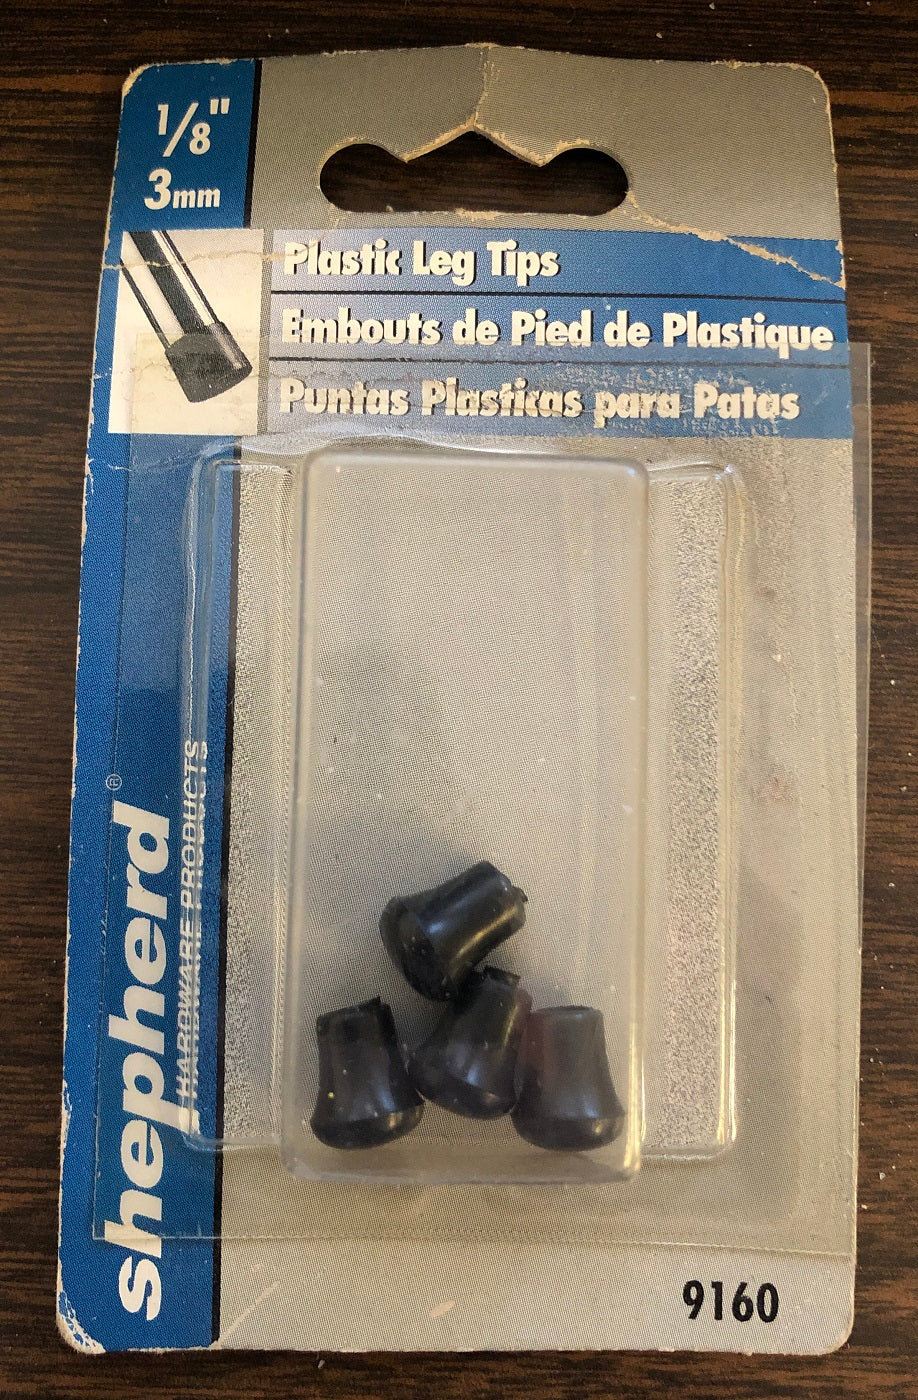 1/8"
3mm
Plastic Leg Tips
Embouts de Pied de Plastique
Puntas Plasticas para Patas
shepherd®
HARDWARE PRODUCTS
9160